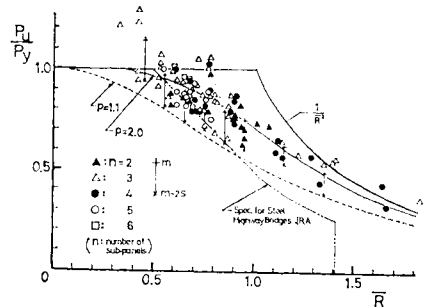 Pu/Py
1.0
0.5
0
0.5
1.0
1.5
R̄
P=1.1
P=2.0
1/R̄²
▲ : n=2
△ : 3
● : 4
○ : 5
□ : 6
(n: number of sub-panels)
m
m-2S
Spec. for Steel
Highway Bridges JRA